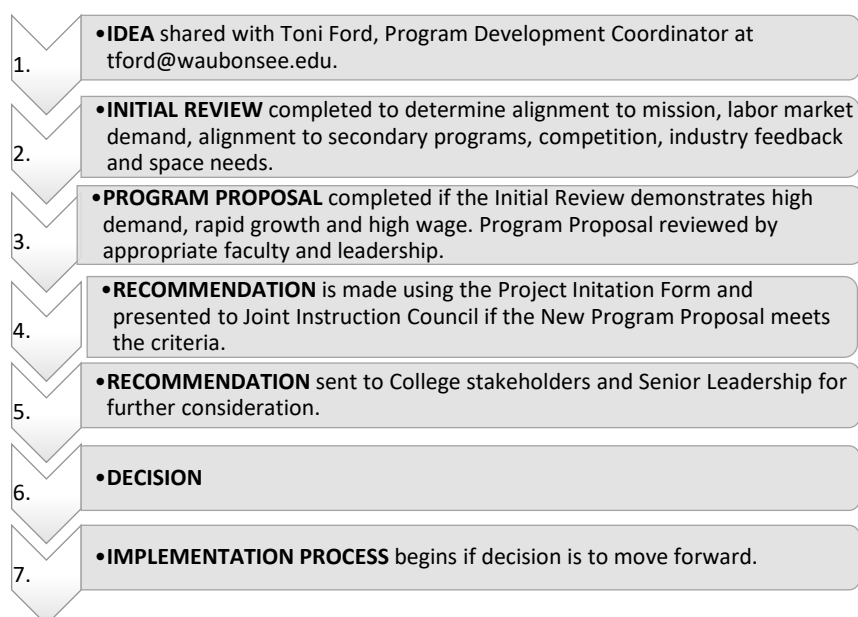 1.
•IDEA shared with Toni Ford, Program Development Coordinator at
tford@waubonsee.edu.
2.
•INITIAL REVIEW completed to determine alignment to mission, labor market
demand, alignment to secondary programs, competition, industry feedback
and space needs.
3.
•PROGRAM PROPOSAL completed if the Initial Review demonstrates high
demand, rapid growth and high wage. Program Proposal reviewed by
appropriate faculty and leadership.
4.
•RECOMMENDATION is made using the Project Initation Form and
presented to Joint Instruction Council if the New Program Proposal meets
the criteria.
5.
•RECOMMENDATION sent to College stakeholders and Senior Leadership for
further consideration.
6.
•DECISION
7.
•IMPLEMENTATION PROCESS begins if decision is to move forward.